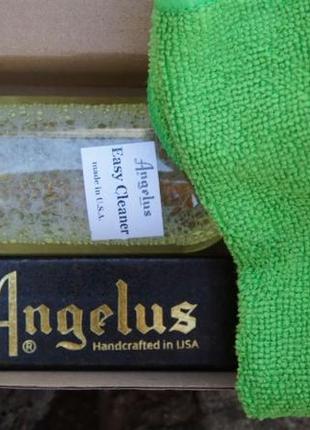 Angelus
Easy Cleaner
made in U.S.A.
Angelus
® Handcrafted in USA